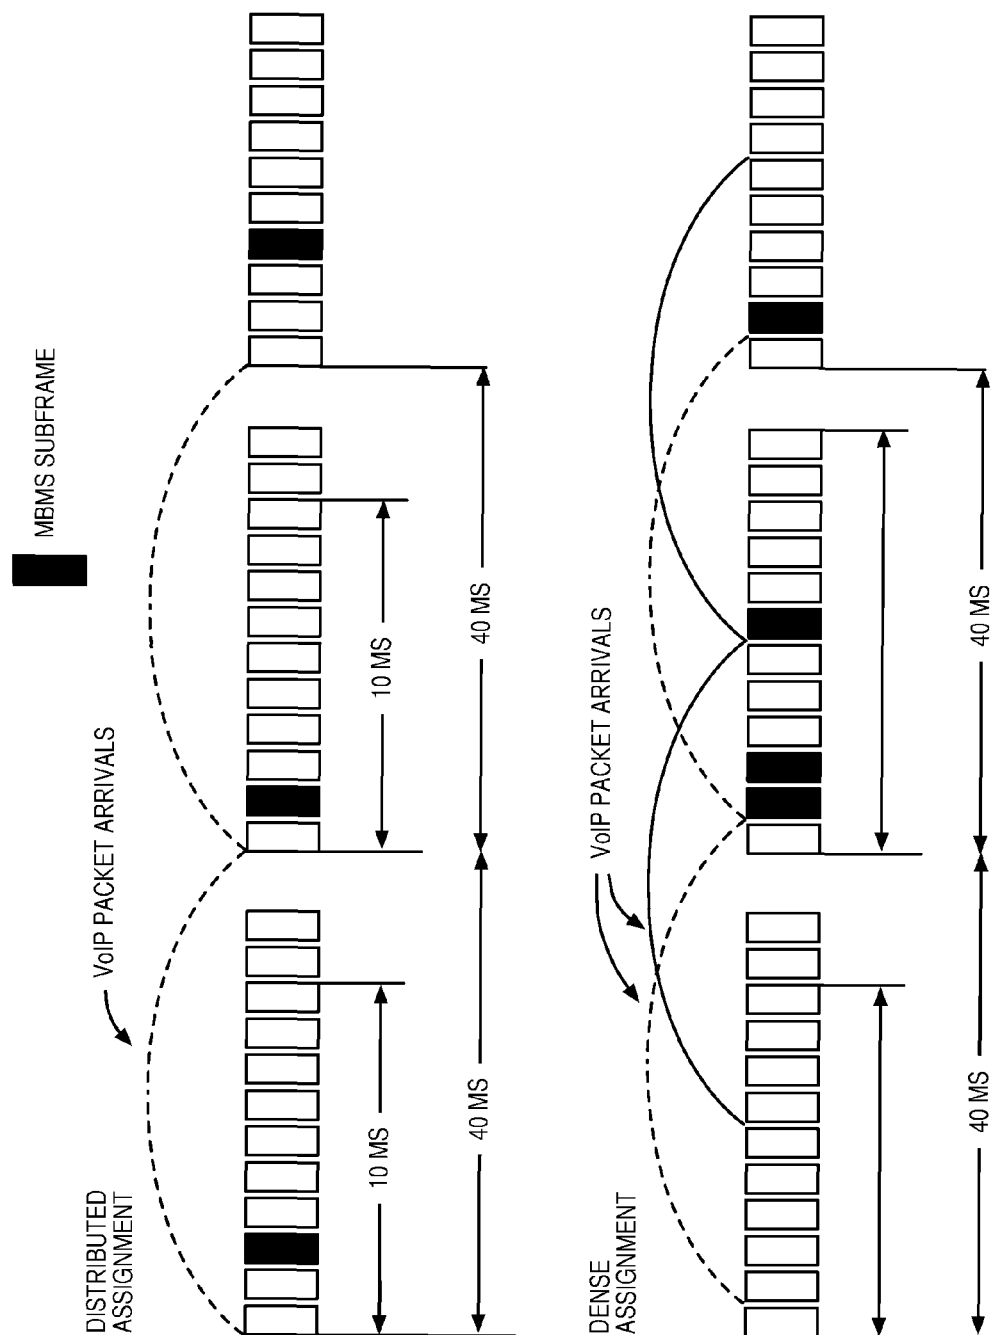 MBMS SUBFRAME
DISTRIBUTED
ASSIGNMENT
VoIP PACKET ARRIVALS
10 MS
10 MS
40 MS
40 MS
DENSE
ASSIGNMENT
VoIP PACKET ARRIVALS
40 MS
40 MS